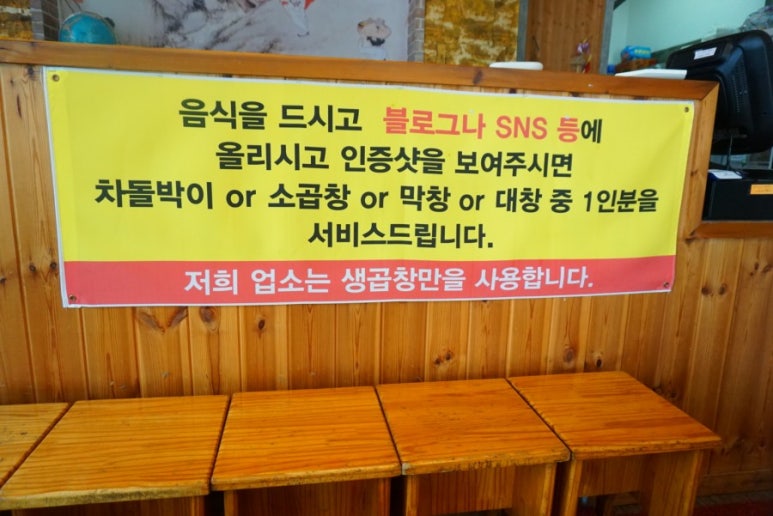 음식을 드시고 블로그나 SNS 등에
올리시고 인증샷을 보여주시면
차돌박이 or 소곱창 or 막창 or 대창 중 1인분을
서비스드립니다.
저희 업소는 생곱창만을 사용합니다.